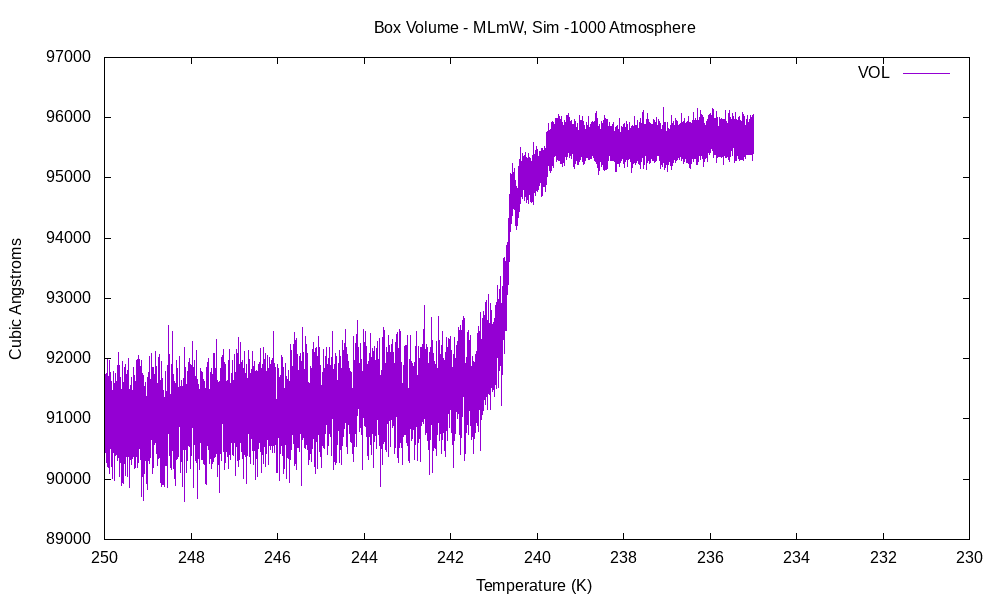 Box Volume - MLmW, Sim -1000 Atmosphere
97000
96000
95000
94000
93000
92000
91000
90000
89000
250 248 246 244 242 240 238 236 234 232 230
Temperature (K)
Cubic Angstroms
VOL